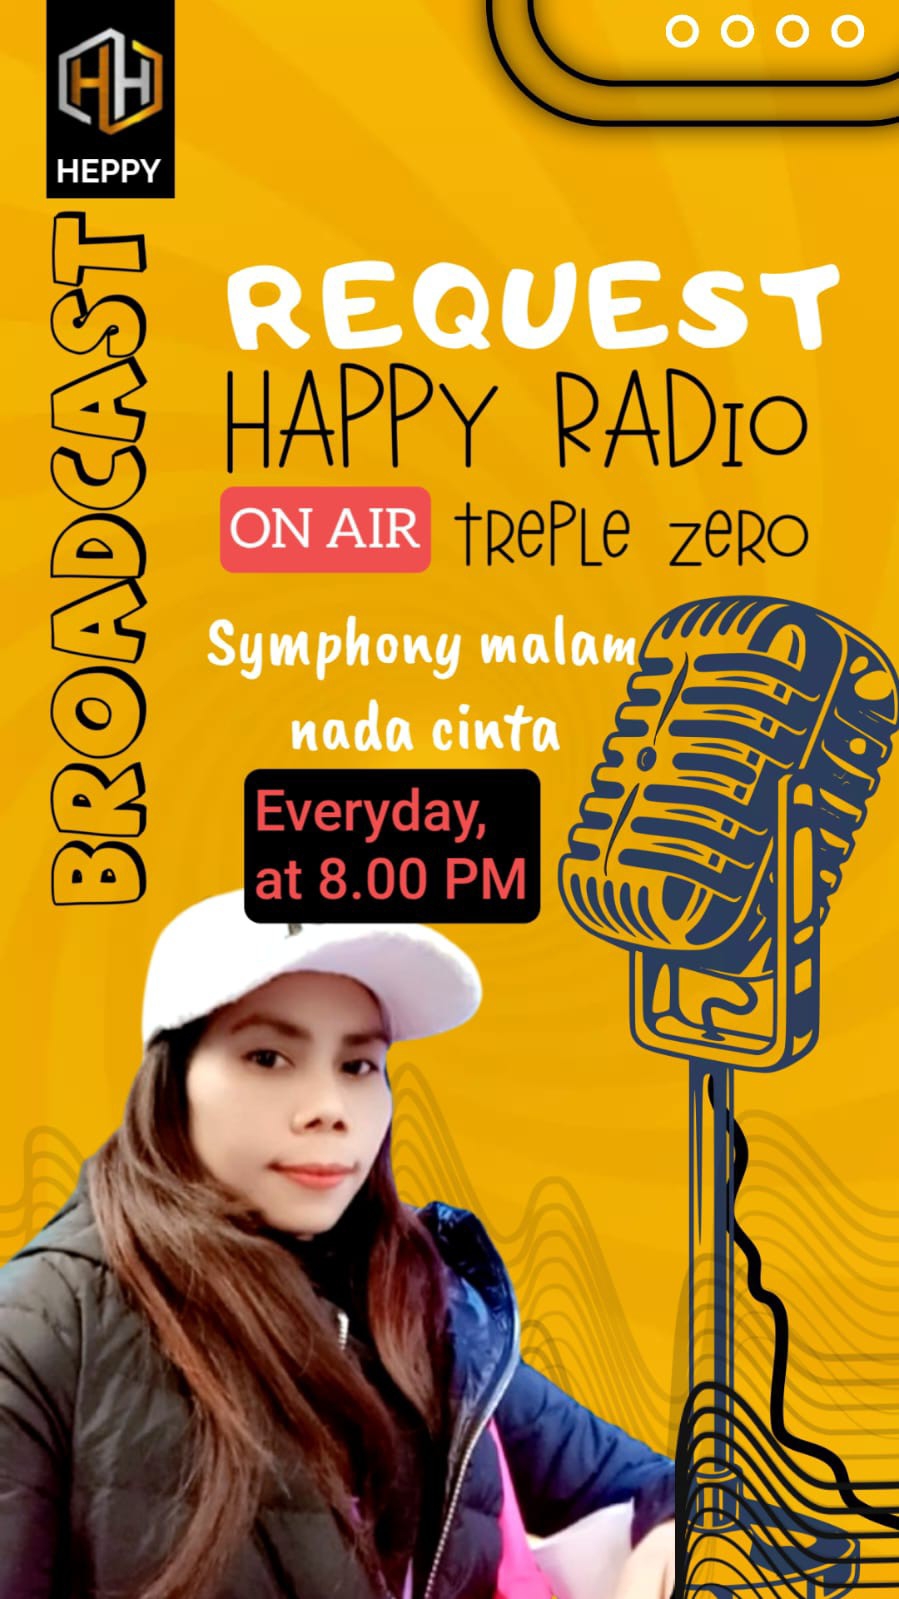 HEPPY
BROADCAST
REQUEST
HAPPY RADIO
ON AIR TREPLE ZERO
Symphony malam
nada cinta
Everyday,
at 8.00 PM